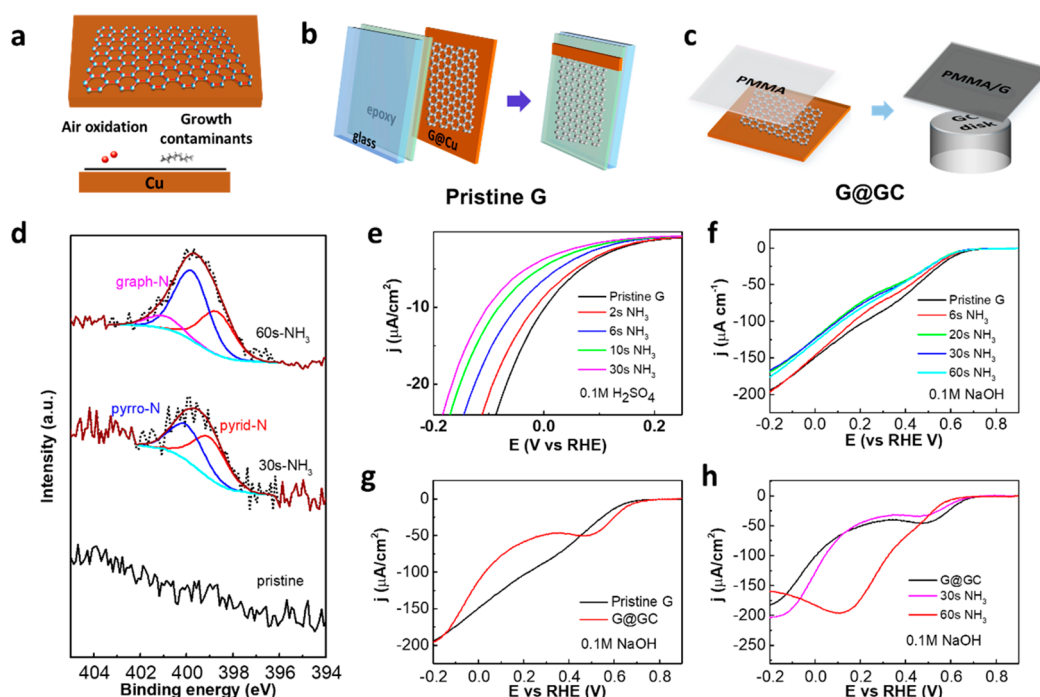 a
Air oxidation
Growth
contaminants
Cu
b
epoxy
glass
G@Cu
Pristine G
c
PMMA
PMMA/G
GC
disk
G@GC
d
graph-N
60s-NH3
pyrro-N
pyrid-N
30s-NH3
pristine
Intensity (a.u.)
404 402 400 398 396 394
Binding energy (eV)
e
j (μA/cm2)
-10
-20
Pristine G
2s NH3
6s NH3
10s NH3
30s NH3
0.1M H2SO4
-0.2 0.0 0.2
E (V vs RHE)
f
j (μA cm-1)
0
-50
-100
-150
-200
Pristine G
6s NH3
20s NH3
30s NH3
60s NH3
0.1M NaOH
-0.2 0.0 0.2 0.4 0.6 0.8
E (vs RHE V)
g
j (μA/cm2)
0
-50
-100
-150
-200
Pristine G
G@GC
0.1M NaOH
-0.2 0.0 0.2 0.4 0.6 0.8
E vs RHE (V)
h
j (μA/cm2)
0
-50
-100
-150
-200
-250
G@GC
30s NH3
60s NH3
0.1M NaOH
-0.2 0.0 0.2 0.4 0.6 0.8
E vs RHE (V)